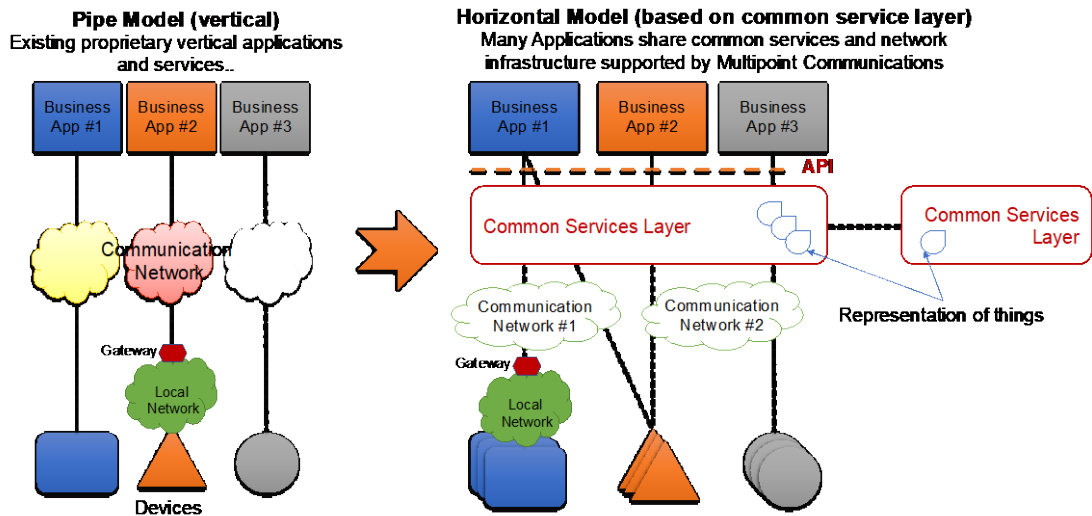 Pipe Model (vertical)
Existing proprietary vertical applications
and services..
Business
App #1
Business
App #2
Business
App #3
Communication
Network
Gateway
Local
Network
Devices
Horizontal Model (based on common service layer)
Many Applications share common services and network
infrastructure supported by Multipoint Communications
Business
App #1
Business
App #2
Business
App #3
API
Common Services Layer
Common Services
Layer
Communication
Network #1
Communication
Network #2
Representation of things
Gateway
Local
Network